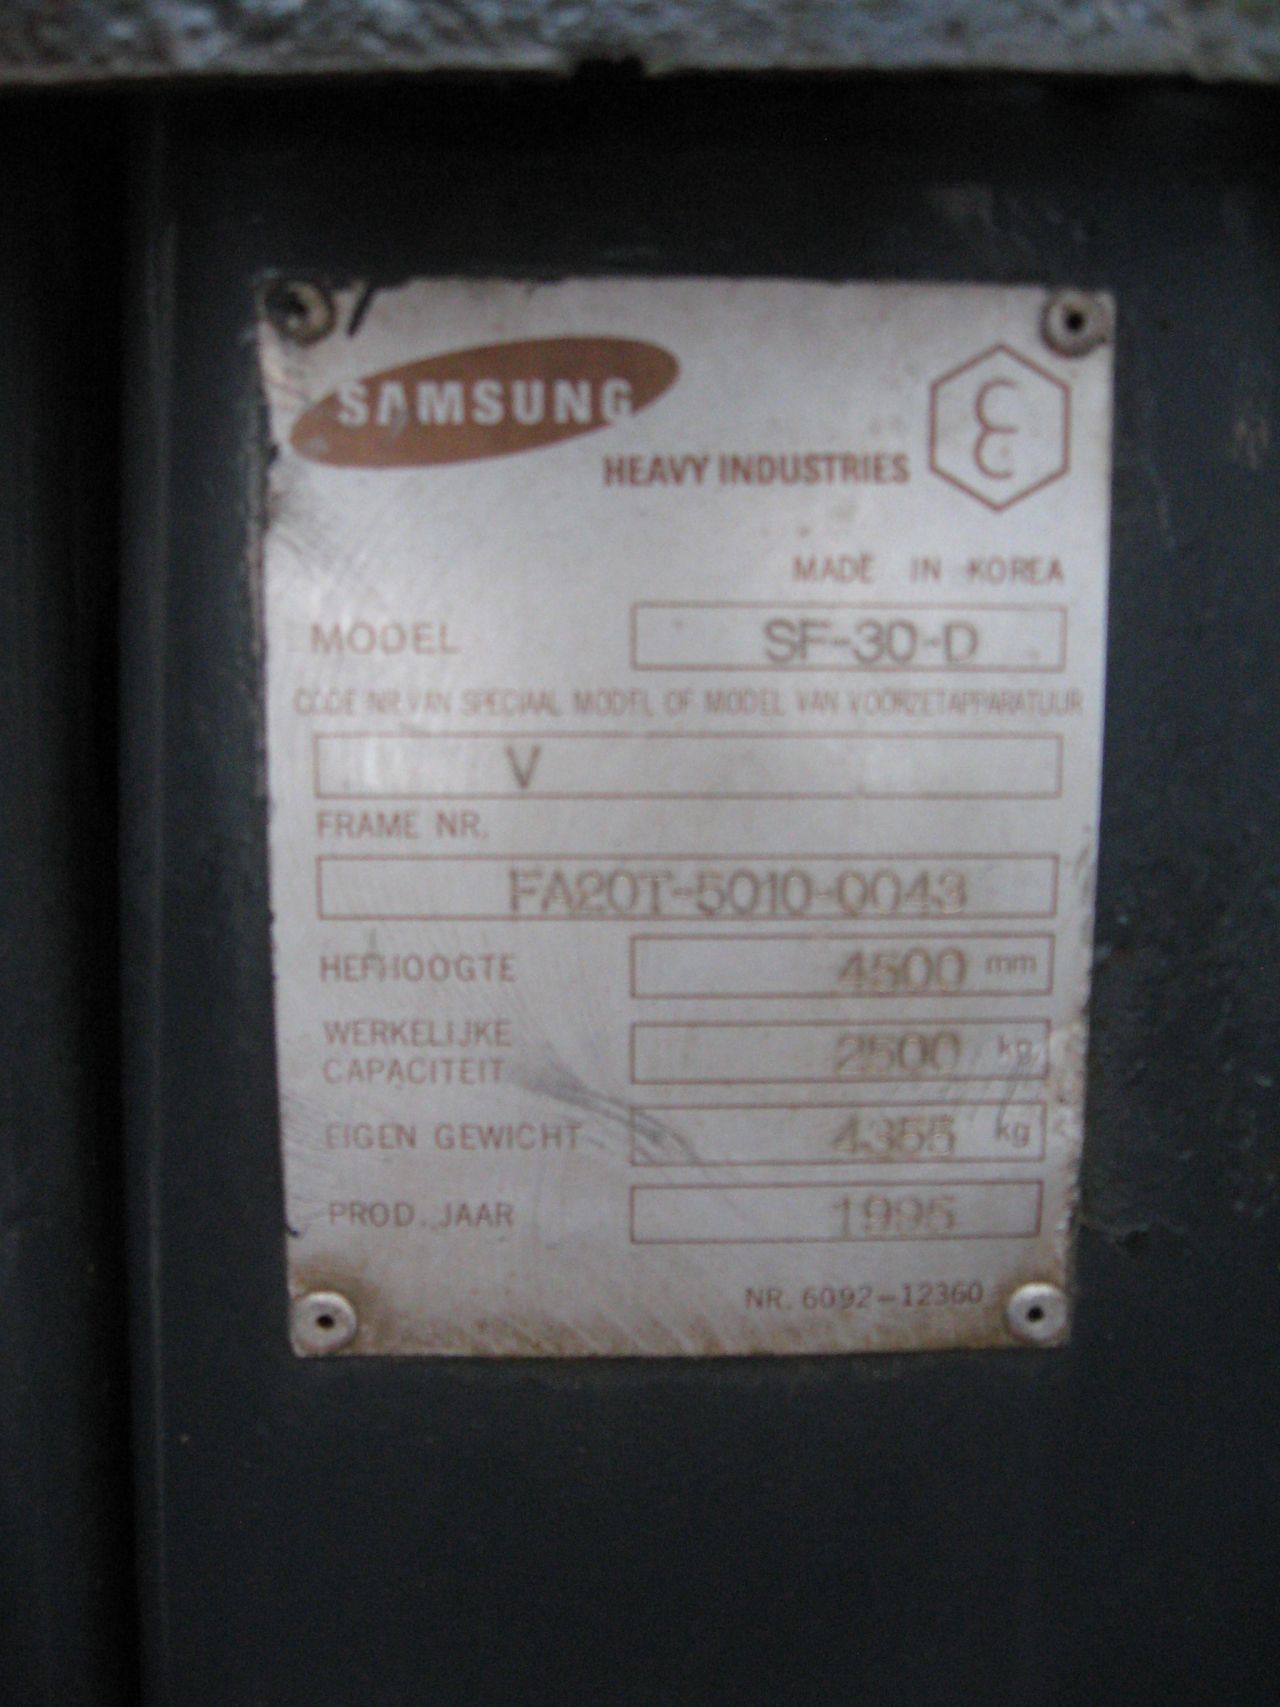 SAMSUNG
HEAVY INDUSTRIES
MADE IN KOREA
MODEL SF-30-D
CODE NR. VAN SPECIAAL MODEL OF MODEL VAN VOORZETAPPARATUUR
V
FRAME NR.
FA20T-5010-0043
HEFHOOGTE 4500 mm
WERKELIJKE
CAPACITEIT 2500 kg
EIGEN GEWICHT 4355 kg
PROD. JAAR 1995
NR. 6092-12360